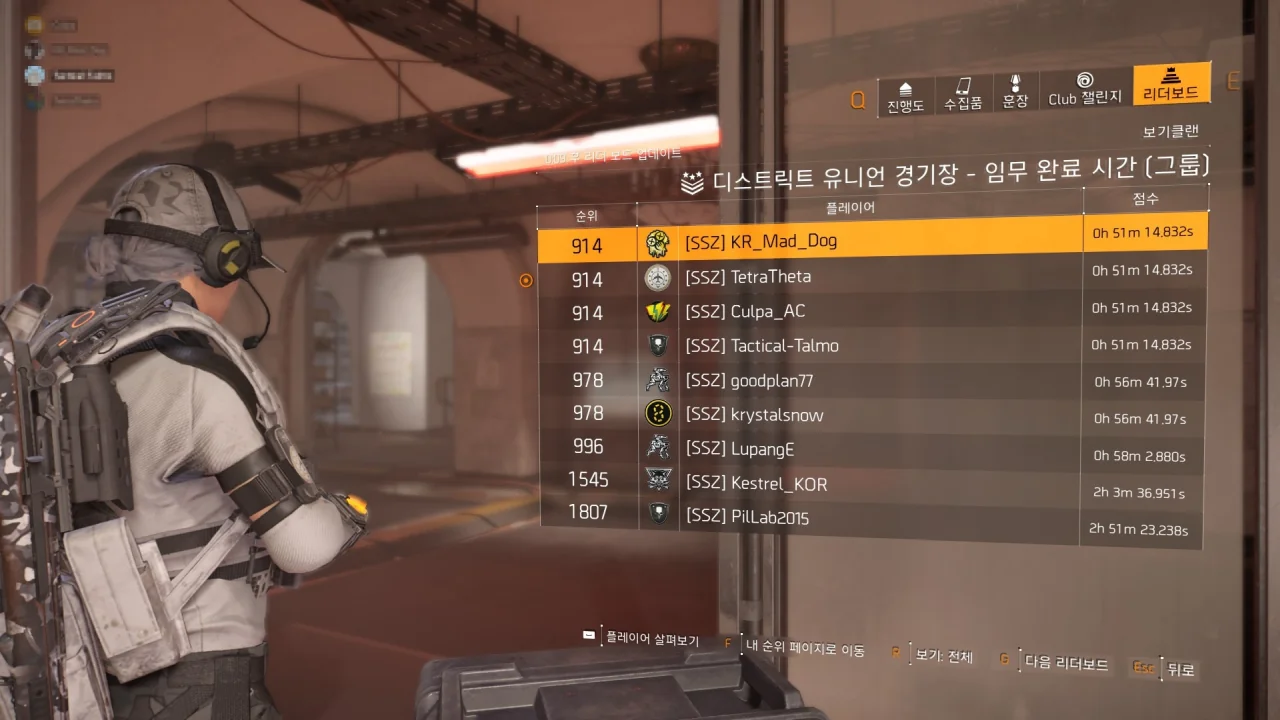 Q
진행도
수집품
훈장
Club 챌린지
리더보드
E
보기클랜
디스트릭트 유니언 경기장 - 임무 완료 시간 (그룹)
순위 플레이어 점수
914 [SSZ] KR_Mad_Dog 0h 51m 14.832s
914 [SSZ] TetraTheta 0h 51m 14.832s
914 [SSZ] Culpa_AC 0h 51m 14.832s
914 [SSZ] Tactical-Talmo 0h 51m 14.832s
978 [SSZ] goodplan77 0h 56m 41.97s
978 [SSZ] krystalsnow 0h 56m 41.97s
996 [SSZ] LupangE 0h 58m 2.880s
1545 [SSZ] Kestrel_KOR 2h 3m 36.951s
1807 [SSZ] PilLab2015 2h 51m 23.238s
플레이어 살펴보기 F 내 순위 페이지로 이동 R 보기: 전체 G 다음 리더보드 Esc 뒤로